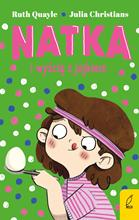 Ruth Quayle • Julia Christians
NATKA
i wyścig z jajkiem